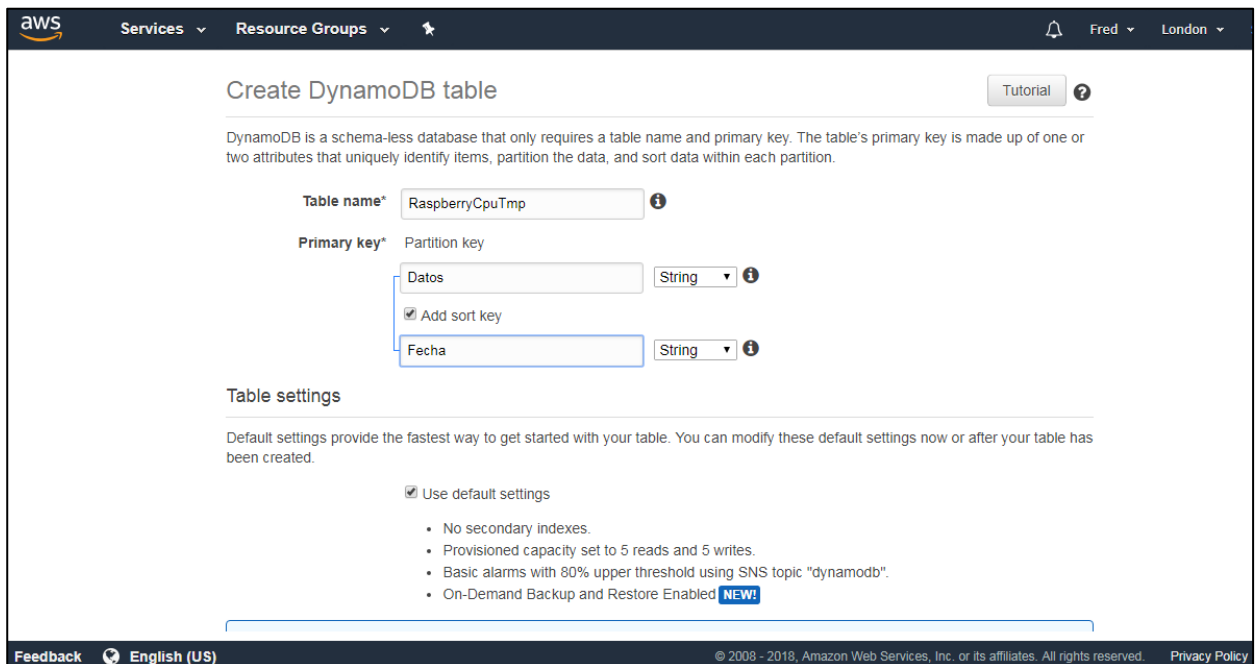 aws Services Resource Groups Fred London
Create DynamoDB table Tutorial
DynamoDB is a schema-less database that only requires a table name and primary key. The table's primary key is made up of one or
two attributes that uniquely identify items, partition the data, and sort data within each partition.
Table name* RaspberryCpuTmp
Primary key* Partition key
Datos String
Add sort key
Fecha String
Table settings
Default settings provide the fastest way to get started with your table. You can modify these default settings now or after your table has
been created.
Use default settings
• No secondary indexes.
• Provisioned capacity set to 5 reads and 5 writes.
• Basic alarms with 80% upper threshold using SNS topic "dynamodb".
• On-Demand Backup and Restore Enabled NEW!
Feedback English (US) © 2008 - 2018, Amazon Web Services, Inc. or its affiliates. All rights reserved. Privacy Policy